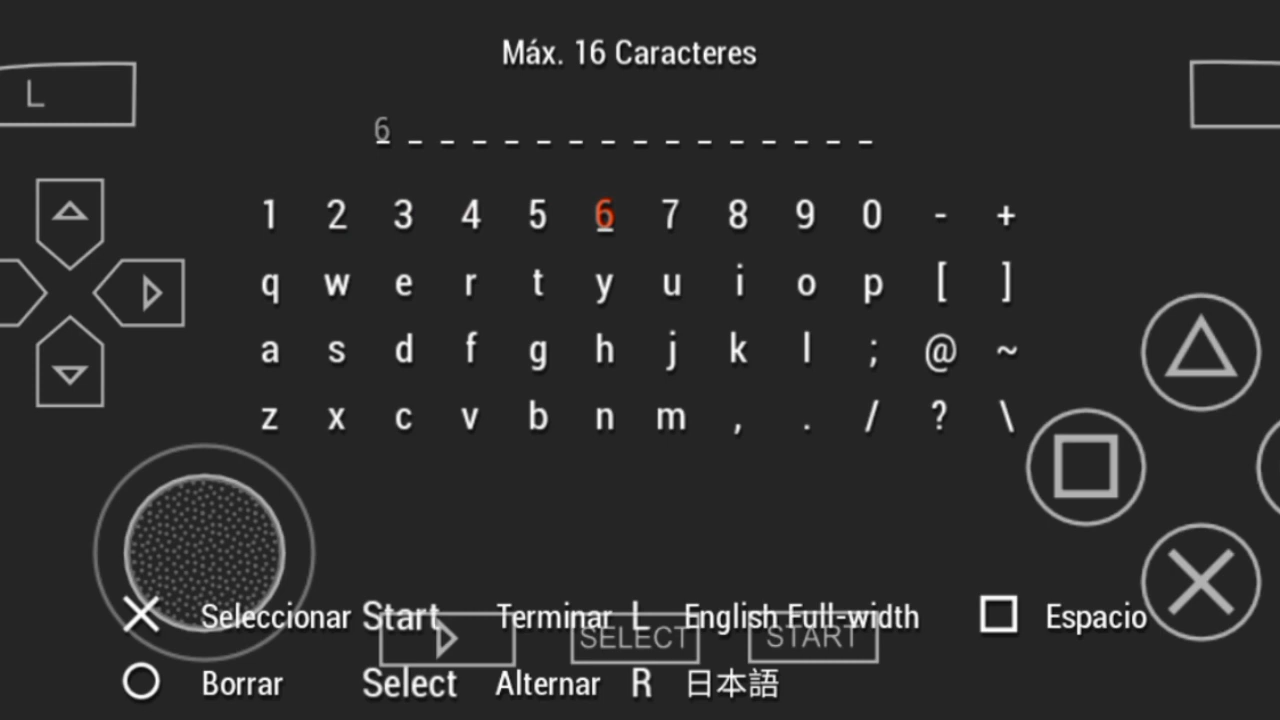 Máx. 16 Caracteres
L
6 _ _ _ _ _ _ _ _ _ _ _ _ _ _ _
1 2 3 4 5 6 7 8 9 0 - +
q w e r t y u i o p [ ]
a s d f g h j k l ; @ ~
z x c v b n m , . / ? \
Seleccionar Start Terminar L English Full-width Espacio
SELECT START
Borrar Select Alternar R 日本語